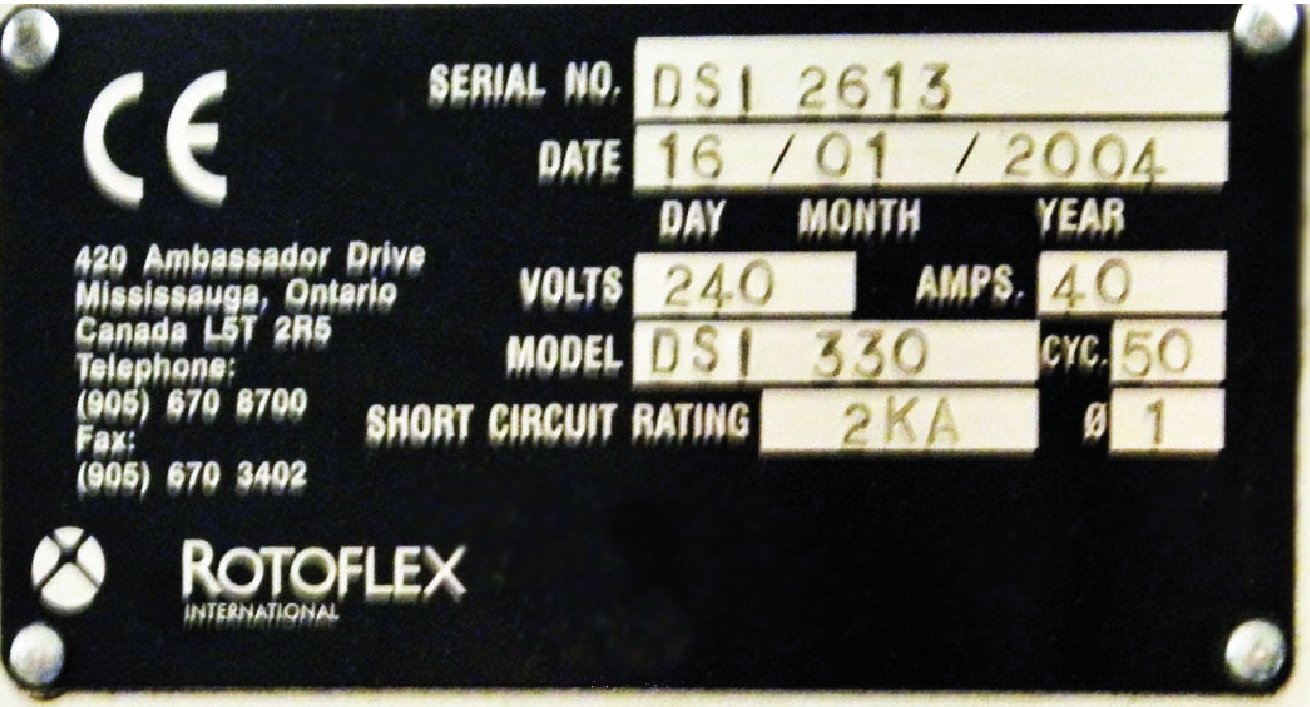 CE
SERIAL NO. DSI 2613
DATE 16 / 01 / 2004
DAY MONTH YEAR
VOLTS 240 AMPS. 40
MODEL DSI 330 CYC. 50
SHORT CIRCUIT RATING 2KA Ø 1
420 Ambassador Drive
Mississauga, Ontario
Canada L5T 2R5
Telephone:
(905) 670 8700
Fax:
(905) 670 3402
ROTOFLEX
INTERNATIONAL